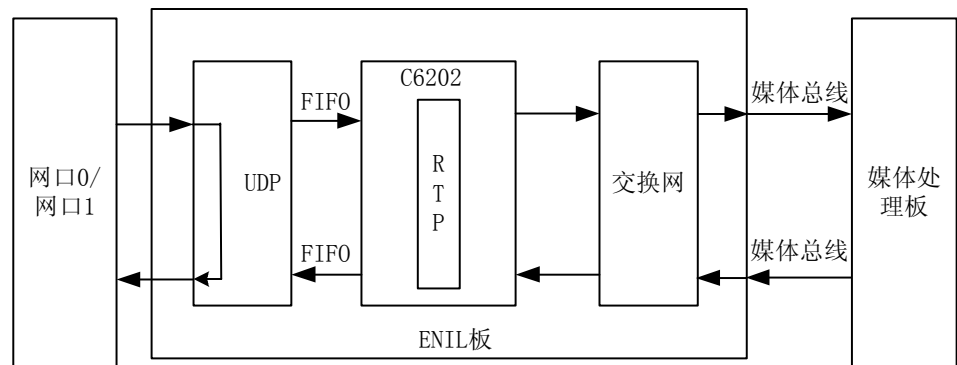 C6202
FIFO
媒体总线
R
T
P
网口0/
网口1
UDP
交换网
媒体处
理板
FIFO
媒体总线
ENIL板